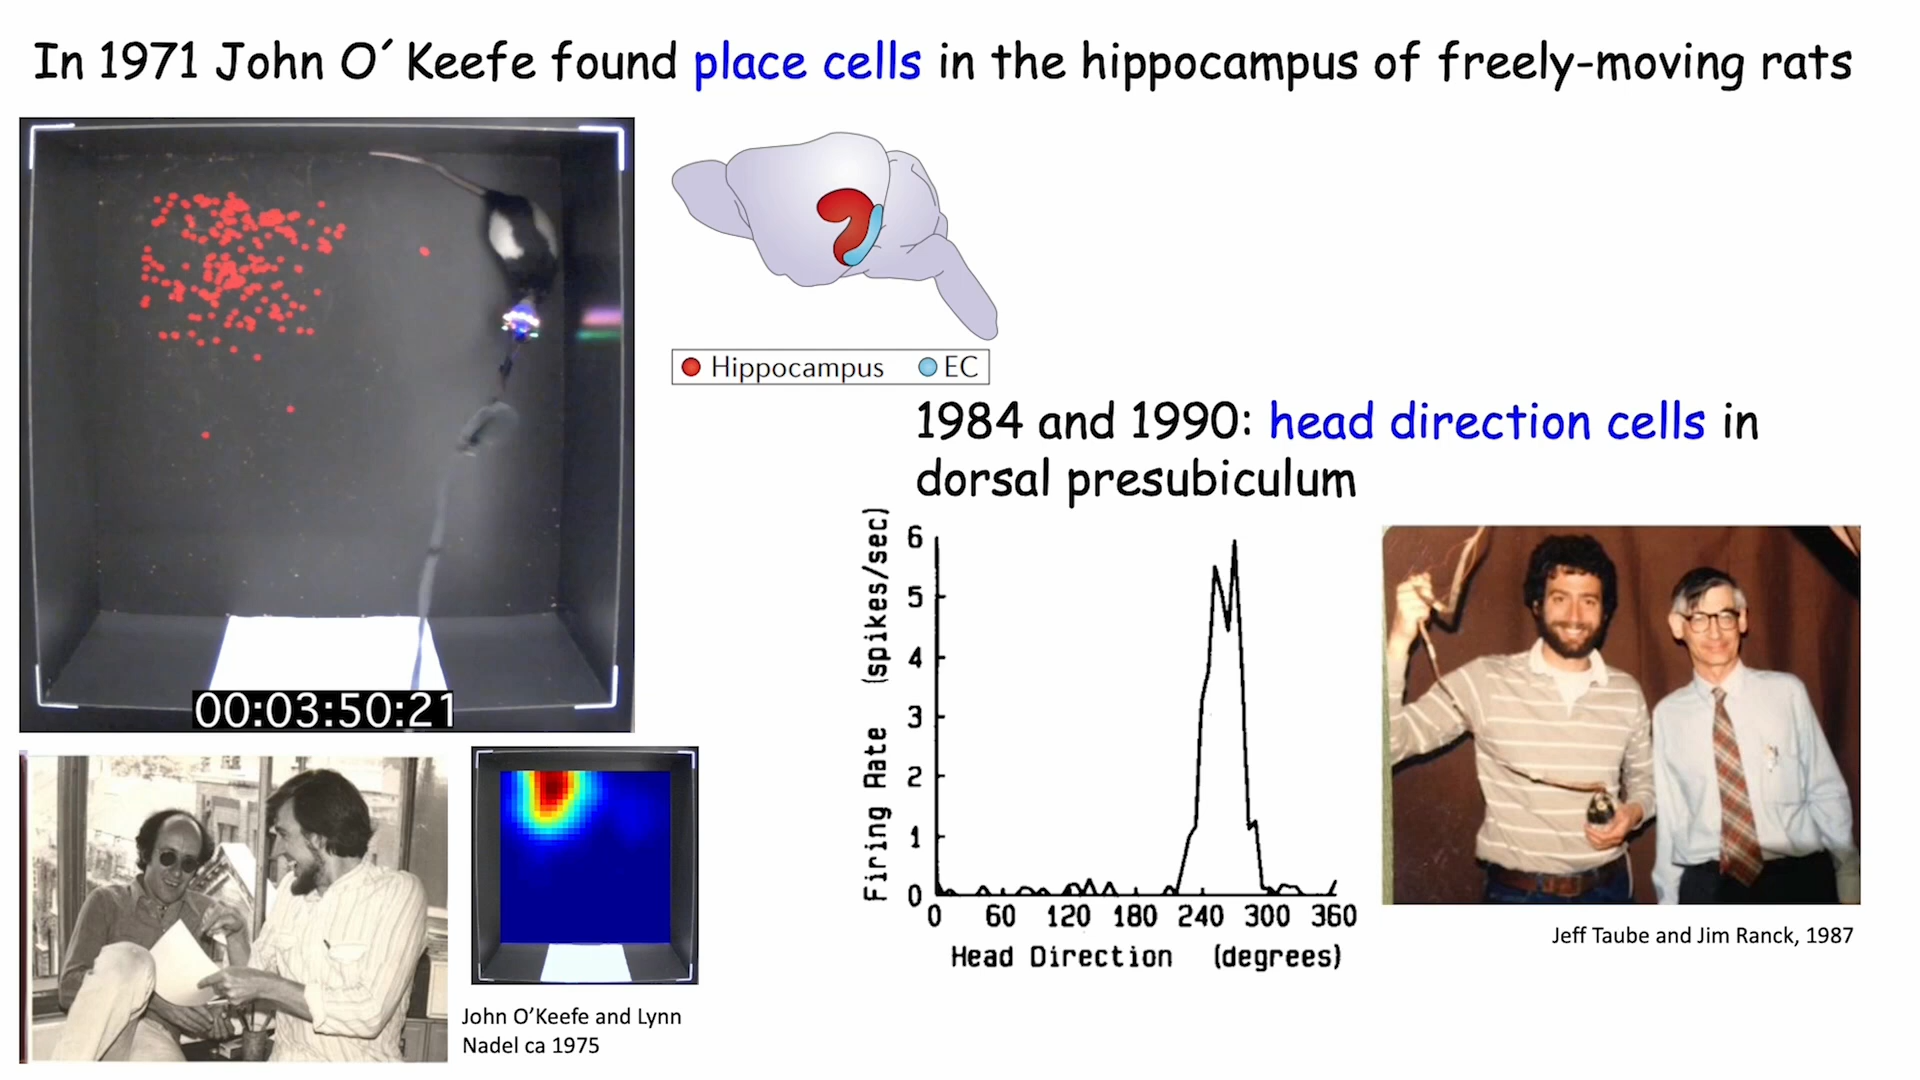 In 1971 John O´Keefe found place cells in the hippocampus of freely-moving rats
Hippocampus EC
00:03:50:21
John O’Keefe and Lynn
Nadel ca 1975
1984 and 1990: head direction cells in
dorsal presubiculum
Firing Rate (spikes/sec)
6
5
4
3
2
1
0
0 60 120 180 240 300 360
Head Direction (degrees)
Jeff Taube and Jim Ranck, 1987